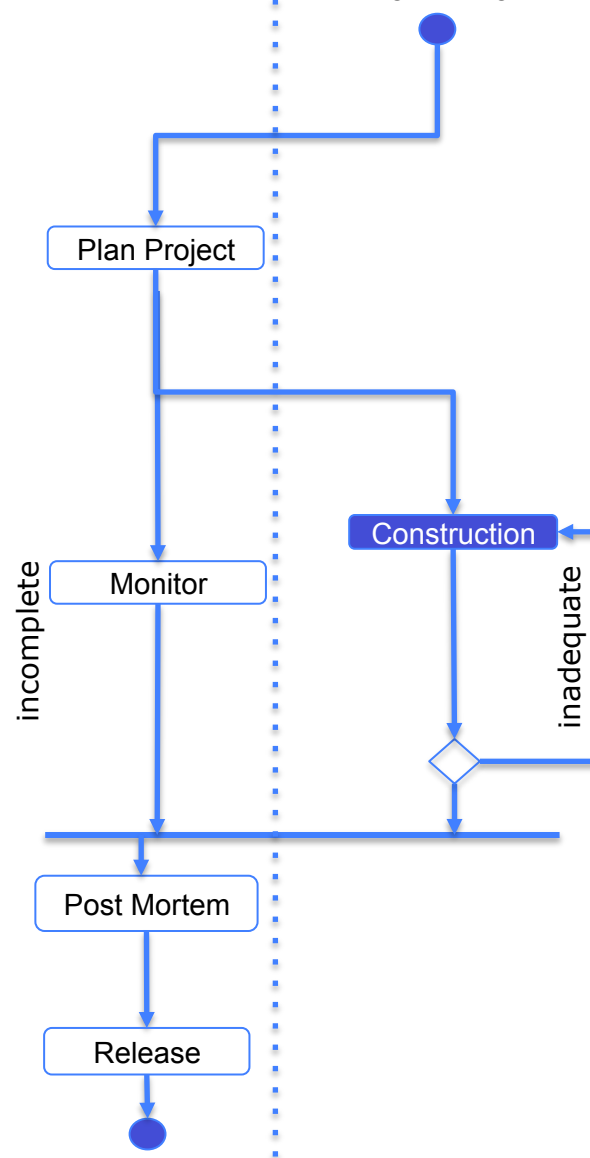 Plan Project
Construction
incomplete
Monitor
inadequate
Post Mortem
Release